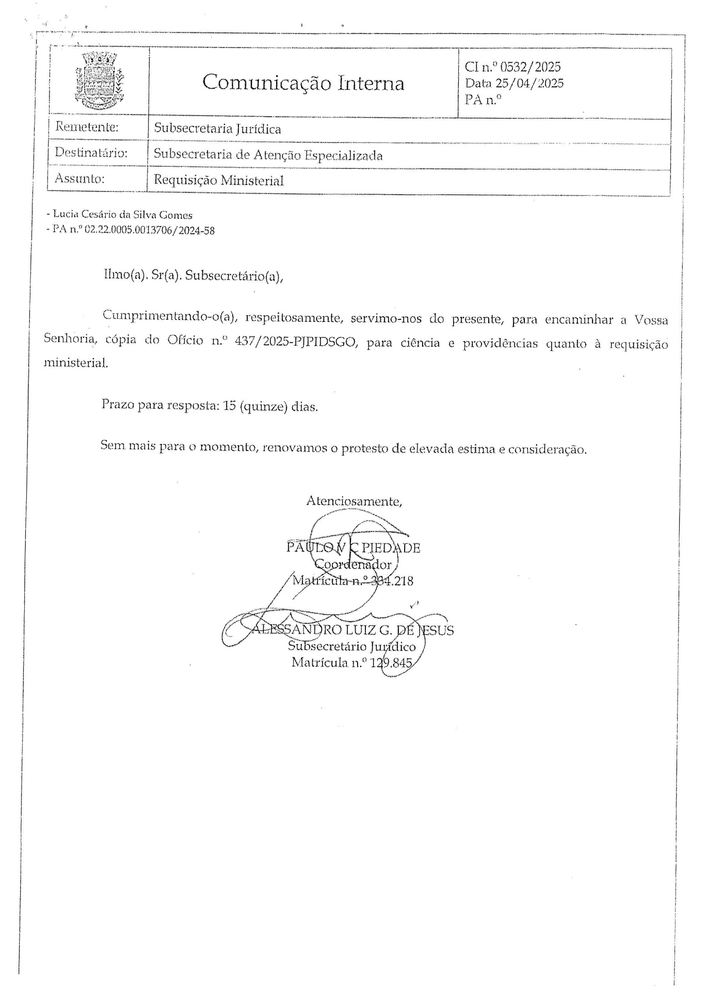 Comunicação Interna
CI n.º 0532/2025
Data 25/04/2025
PA n.º
Remetente: Subsecretaria Jurídica
Destinatário: Subsecretaria de Atenção Especializada
Assunto: Requisição Ministerial
- Lucia Cesário da Silva Gomes
- PA n.º 02.22.0005.0013706/2024-58
Ilmo(a). Sr(a). Subsecretário(a),
Cumprimentando-o(a), respeitosamente, servimo-nos do presente, para encaminhar a Vossa
Senhoria, cópia do Ofício n.º 437/2025-PJPIDSGO, para ciência e providências quanto à requisição
ministerial.
Prazo para resposta: 15 (quinze) dias.
Sem mais para o momento, renovamos o protesto de elevada estima e consideração.
Atenciosamente,
PAULO V C PIEDADE
Coordenador
Matrícula n.º 334.218
ALESSANDRO LUIZ G. DE JESUS
Subsecretário Jurídico
Matrícula n.º 129.845